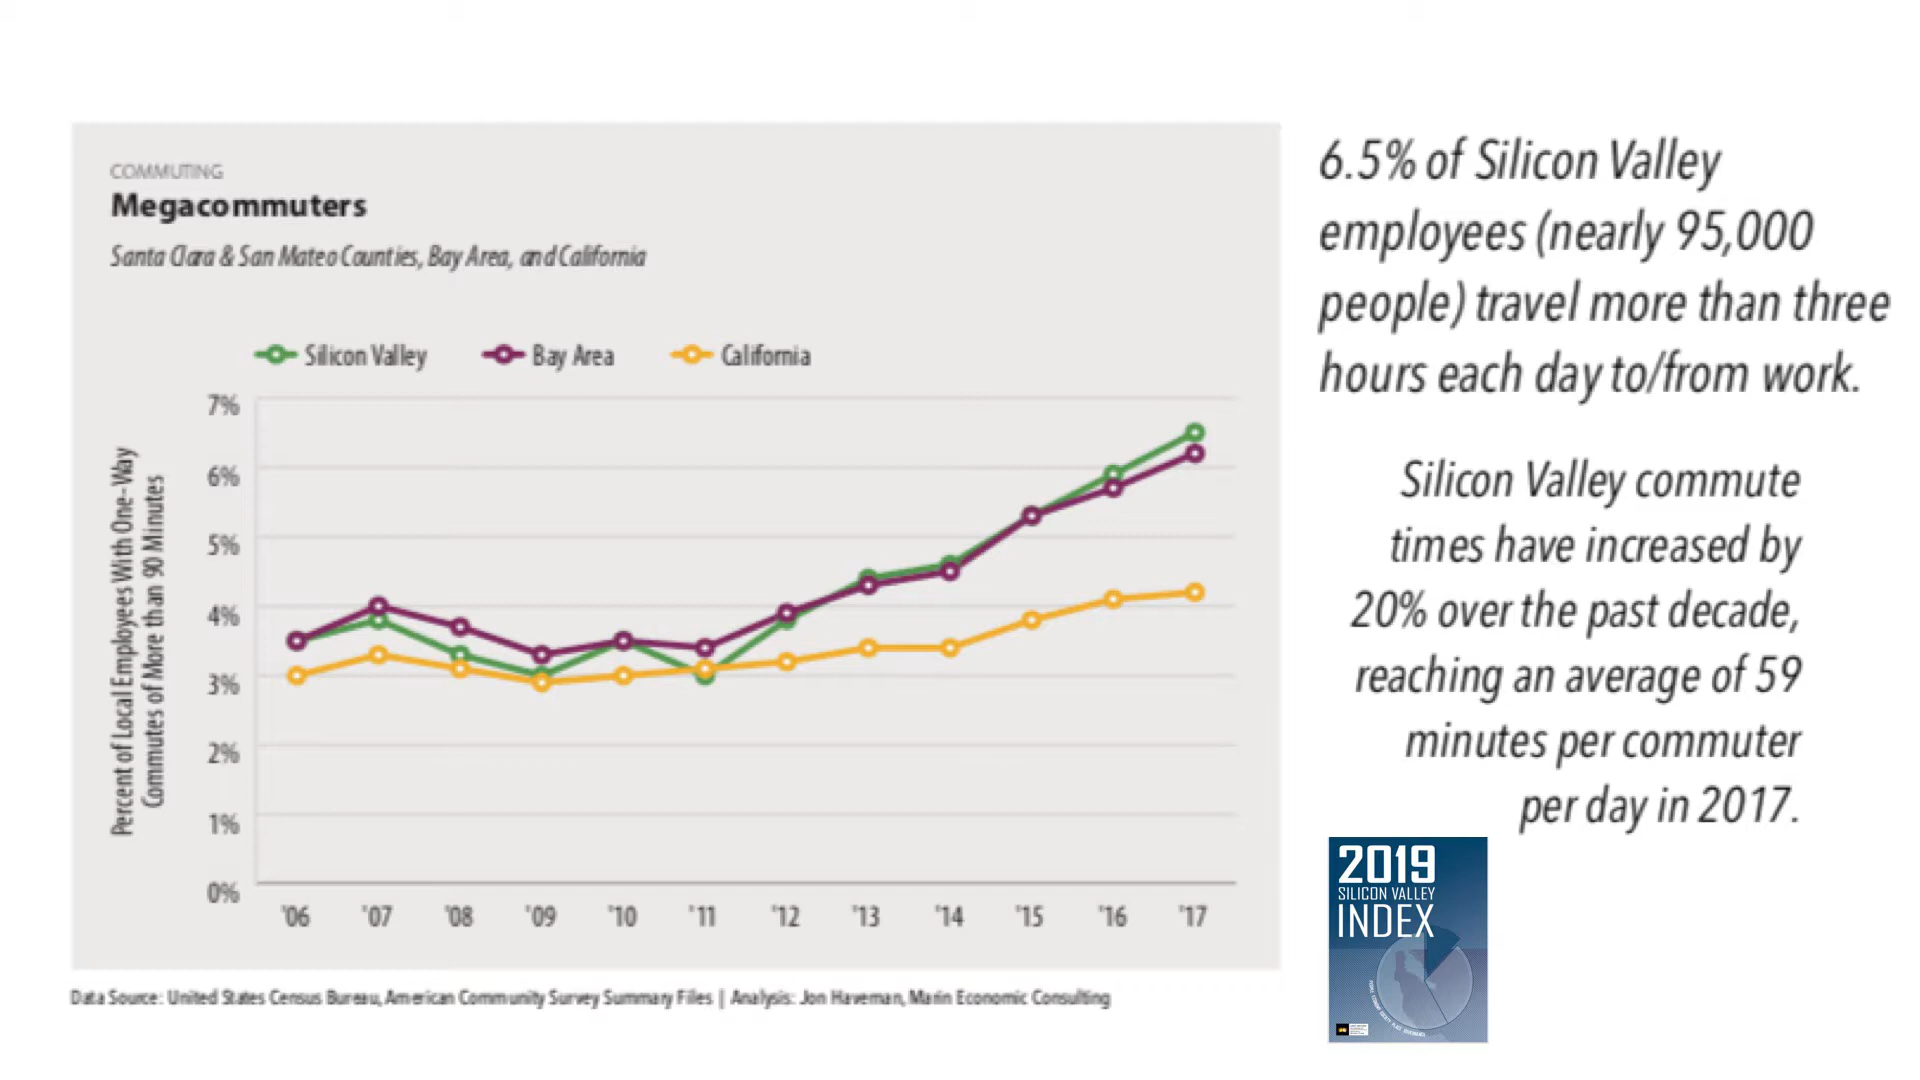 COMMUTING
Megacommuters
Santa Clara & San Mateo Counties, Bay Area, and California
Silicon Valley
Bay Area
California
Percent of Local Employees With One-Way
Commutes of More than 90 Minutes
7%
6%
5%
4%
3%
2%
1%
0%
'06
'07
'08
'09
'10
'11
'12
'13
'14
'15
'16
'17
Data Source: United States Census Bureau, American Community Survey Summary Files | Analysis: Jon Haveman, Marin Economic Consulting
6.5% of Silicon Valley
employees (nearly 95,000
people) travel more than three
hours each day to/from work.
Silicon Valley commute
times have increased by
20% over the past decade,
reaching an average of 59
minutes per commuter
per day in 2017.
2019
SILICON VALLEY
INDEX